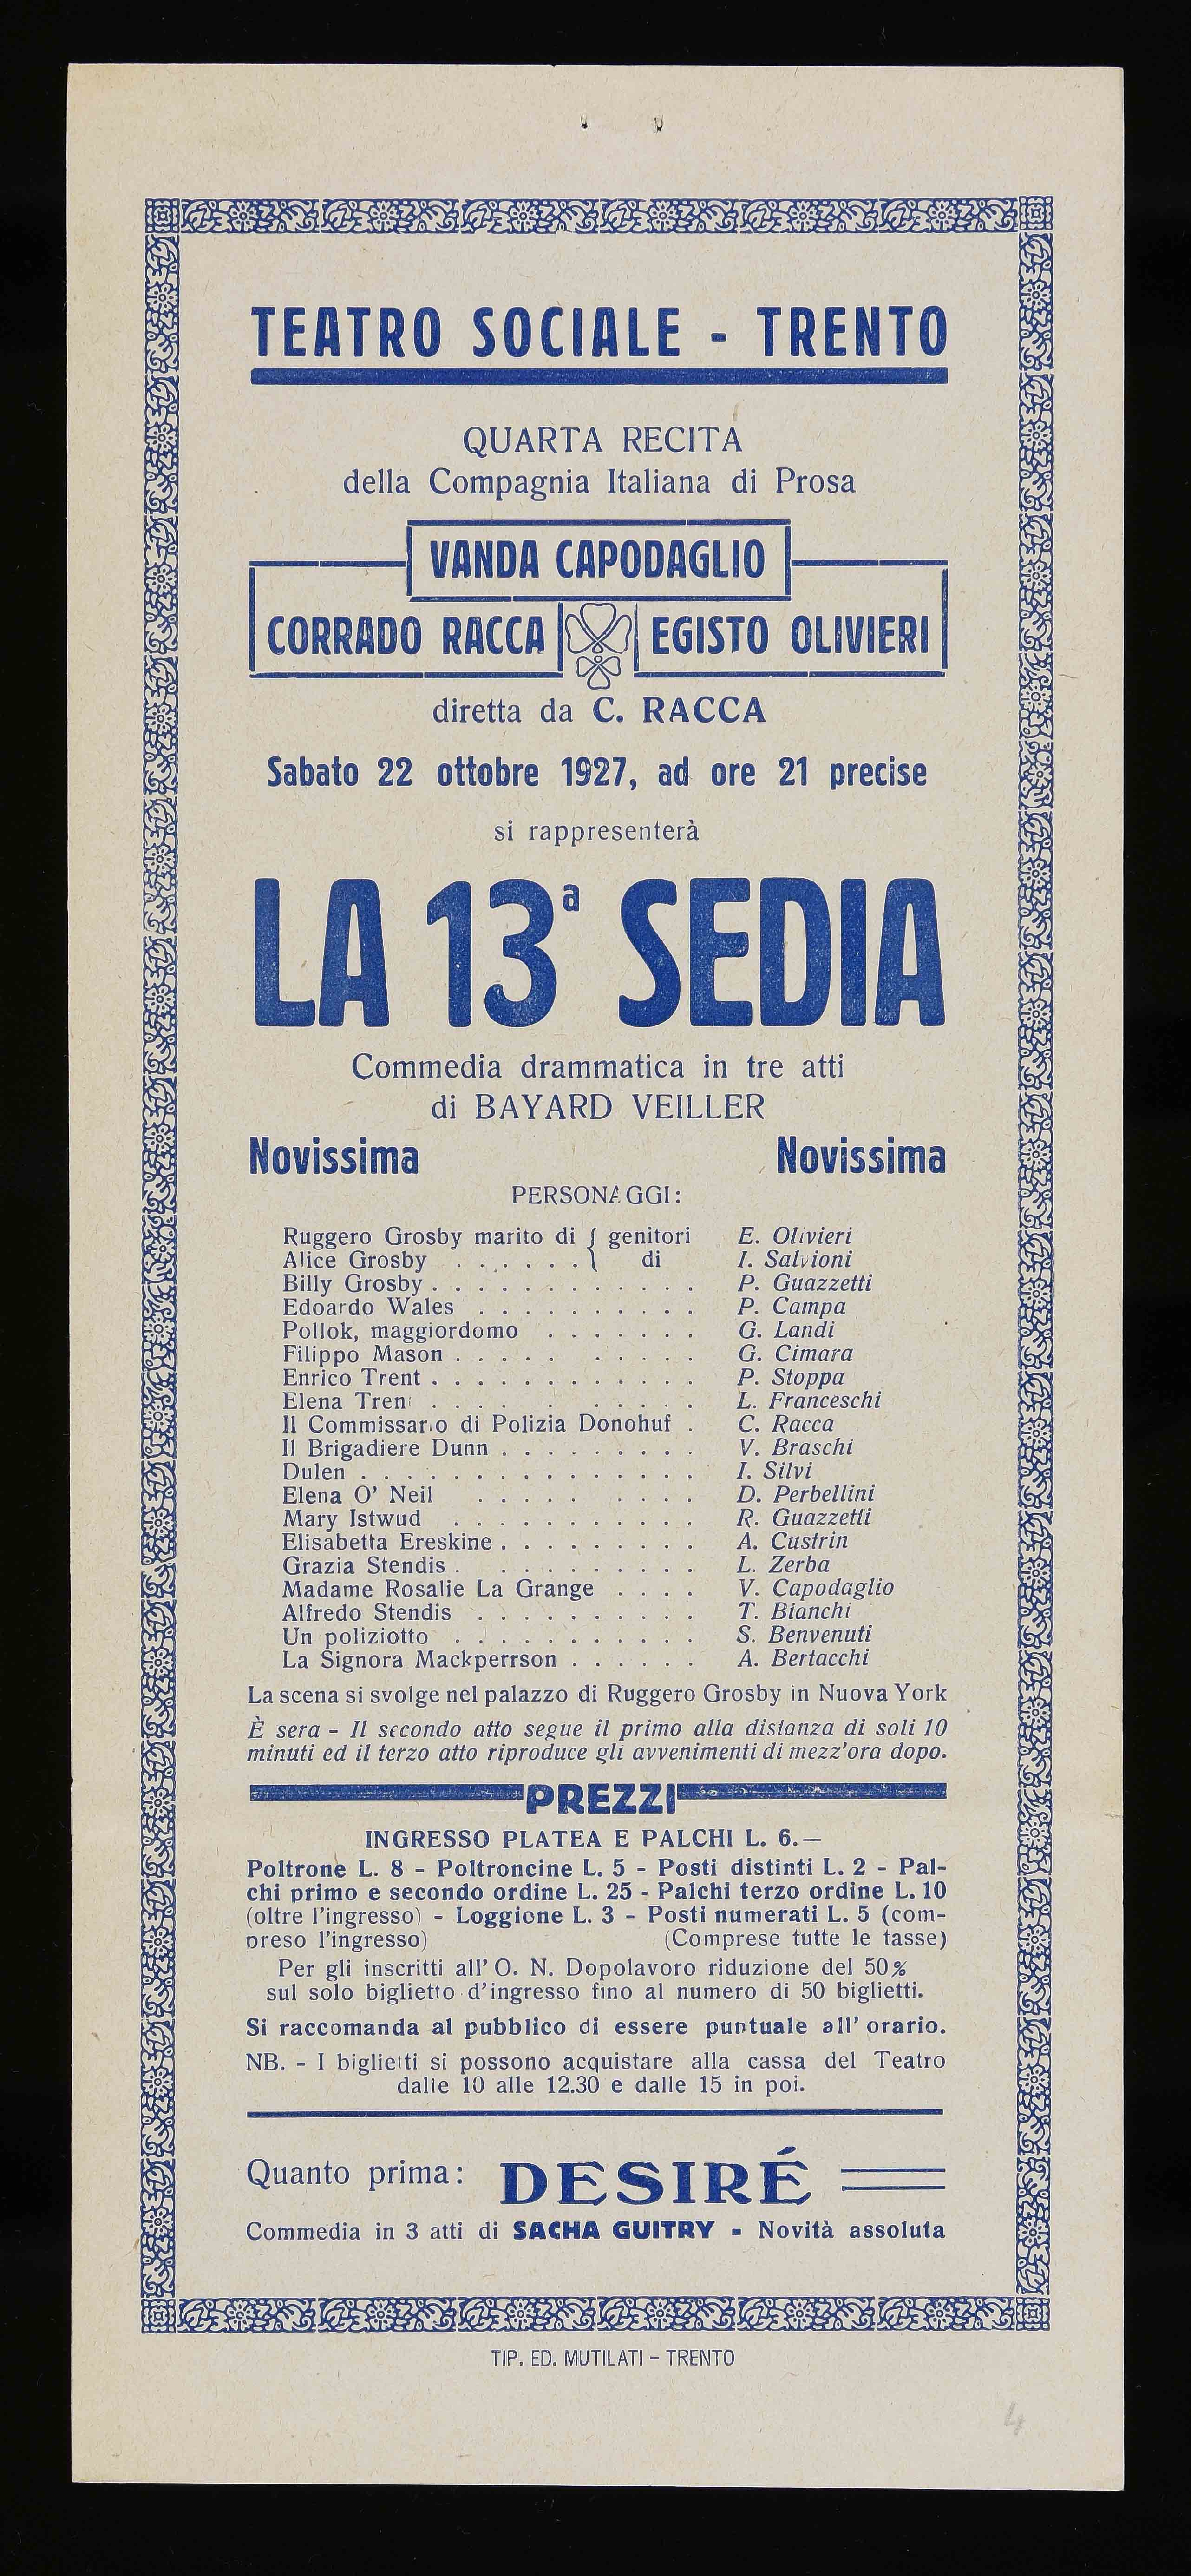 TEATRO SOCIALE - TRENTO
QUARTA RECITA
della Compagnia Italiana di Prosa
VANDA CAPODAGLIO
CORRADO RACCA EGISTO OLIVIERI
diretta da C. RACCA
Sabato 22 ottobre 1927, ad ore 21 precise
si rappresenterà
LA 13ª SEDIA
Commedia drammatica in tre atti
di BAYARD VEILLER
Novissima Novissima
PERSONAGGI:
Ruggero Grosby marito di { genitori E. Olivieri
Alice Grosby . . . . . . { di I. Salvioni
Billy Grosby . . . . . . . . . . . . P. Guazzetti
Edoardo Wales . . . . . . . . . . P. Campa
Pollok, maggiordomo . . . . . . . G. Landi
Filippo Mason . . . . . . . . . . G. Cimara
Enrico Trent . . . . . . . . . . . . P. Stoppa
Elena Trent . . . . . . . . . . . L. Franceschi
Il Commissario di Polizia Donohuf . C. Racca
Il Brigadiere Dunn . . . . . . . . . V. Braschi
Dulen . . . . . . . . . . . . . . . I. Silvi
Elena O' Neil . . . . . . . . . . D. Perbellini
Mary Istwud . . . . . . . . . . . R. Guazzetti
Elisabetta Ereskine . . . . . . . . . A. Custrin
Grazia Stendis . . . . . . . . . . L. Zerba
Madame Rosalie La Grange . . . . V. Capodaglio
Alfredo Stendis . . . . . . . . . . T. Bianchi
Un poliziotto . . . . . . . . . . . S. Benvenuti
La Signora Mackperrson . . . . . . A. Bertacchi
La scena si svolge nel palazzo di Ruggero Grosby in Nuova York
È sera - Il secondo atto segue il primo alla distanza di soli 10
minuti ed il terzo atto riproduce gli avvenimenti di mezz'ora dopo.
PREZZI
INGRESSO PLATEA E PALCHI L. 6.—
Poltrone L. 8 - Poltroncine L. 5 - Posti distinti L. 2 - Pal-
chi primo e secondo ordine L. 25 - Palchi terzo ordine L. 10
(oltre l'ingresso) - Loggione L. 3 - Posti numerati L. 5 (com-
preso l'ingresso) (Comprese tutte le tasse)
Per gli inscritti all' O. N. Dopolavoro riduzione del 50%
sul solo biglietto d'ingresso fino al numero di 50 biglietti.
Si raccomanda al pubblico di essere puntuale all' orario.
NB. - I biglietti si possono acquistare alla cassa del Teatro
dalle 10 alle 12.30 e dalle 15 in poi.
Quanto prima: DESIRÉ
Commedia in 3 atti di SACHA GUITRY - Novità assoluta
TIP. ED. MUTILATI - TRENTO
4